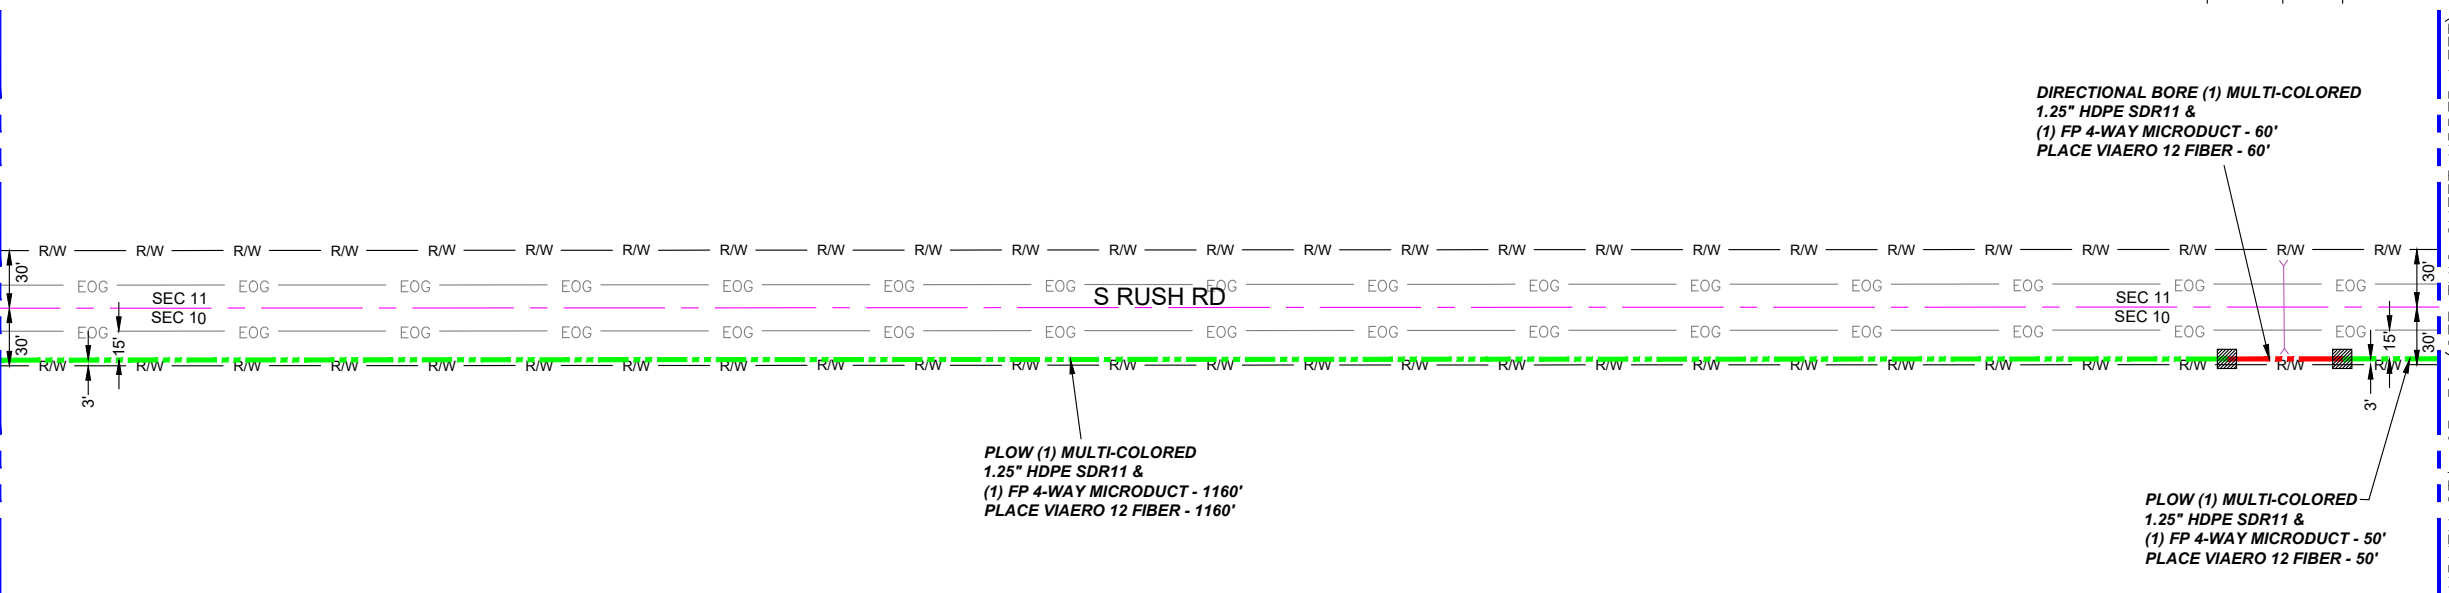 DIRECTIONAL BORE (1) MULTI-COLORED
1.25" HDPE SDR11 &
(1) FP 4-WAY MICRODUCT - 60'
PLACE VIAERO 12 FIBER - 60'
R/W R/W R/W R/W R/W R/W R/W R/W R/W R/W R/W R/W R/W R/W R/W R/W R/W R/W R/W R/W R/W R/W R/W R/W R/W
30' 30'
EOG EOG EOG EOG EOG EOG EOG EOG EOG EOG EOG EOG EOG EOG EOG
SEC 11 S RUSH RD SEC 11
SEC 10 SEC 10
EOG EOG EOG EOG EOG EOG EOG EOG EOG EOG EOG EOG EOG EOG EOG
30' 15' 15' 30'
R/W R/W R/W R/W R/W R/W R/W R/W R/W R/W R/W R/W R/W R/W R/W R/W R/W R/W R/W R/W R/W R/W R/W R/W R/W
3' 3'
PLOW (1) MULTI-COLORED
1.25" HDPE SDR11 &
(1) FP 4-WAY MICRODUCT - 1160'
PLACE VIAERO 12 FIBER - 1160'
PLOW (1) MULTI-COLORED
1.25" HDPE SDR11 &
(1) FP 4-WAY MICRODUCT - 50'
PLACE VIAERO 12 FIBER - 50'